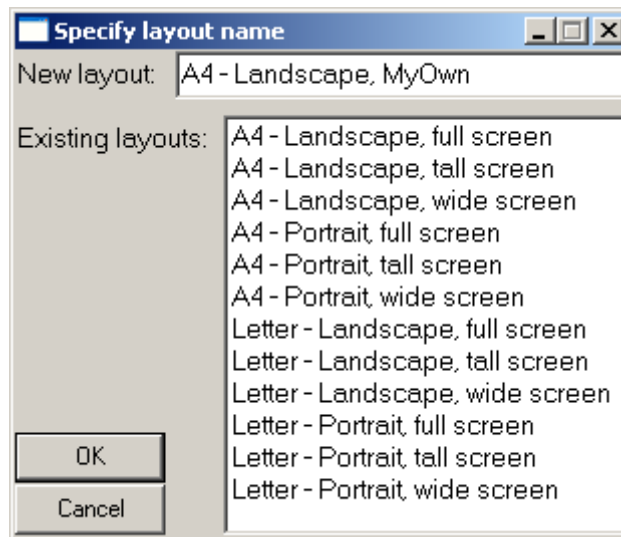 Specify layout name
New layout: A4 - Landscape, MyOwn
Existing layouts:
A4 - Landscape, full screen
A4 - Landscape, tall screen
A4 - Landscape, wide screen
A4 - Portrait, full screen
A4 - Portrait, tall screen
A4 - Portrait, wide screen
Letter - Landscape, full screen
Letter - Landscape, tall screen
Letter - Landscape, wide screen
Letter - Portrait, full screen
Letter - Portrait, tall screen
Letter - Portrait, wide screen
OK
Cancel